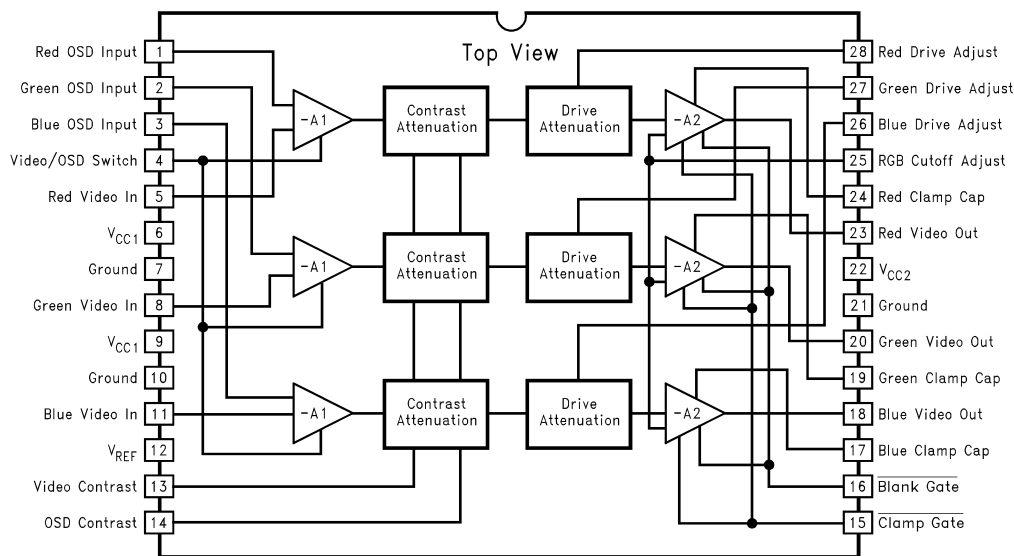 Top View
Red OSD Input 1
Green OSD Input 2
Blue OSD Input 3
Video/OSD Switch 4
Red Video In 5
VCC1 6
Ground 7
Green Video In 8
VCC1 9
Ground 10
Blue Video In 11
VREF 12
Video Contrast 13
OSD Contrast 14
-A1
Contrast
Attenuation
Drive
Attenuation
-A2
-A1
Contrast
Attenuation
Drive
Attenuation
-A2
-A1
Contrast
Attenuation
Drive
Attenuation
-A2
28 Red Drive Adjust
27 Green Drive Adjust
26 Blue Drive Adjust
25 RGB Cutoff Adjust
24 Red Clamp Cap
23 Red Video Out
22 VCC2
21 Ground
20 Green Video Out
19 Green Clamp Cap
18 Blue Video Out
17 Blue Clamp Cap
16 Blank Gate
15 Clamp Gate